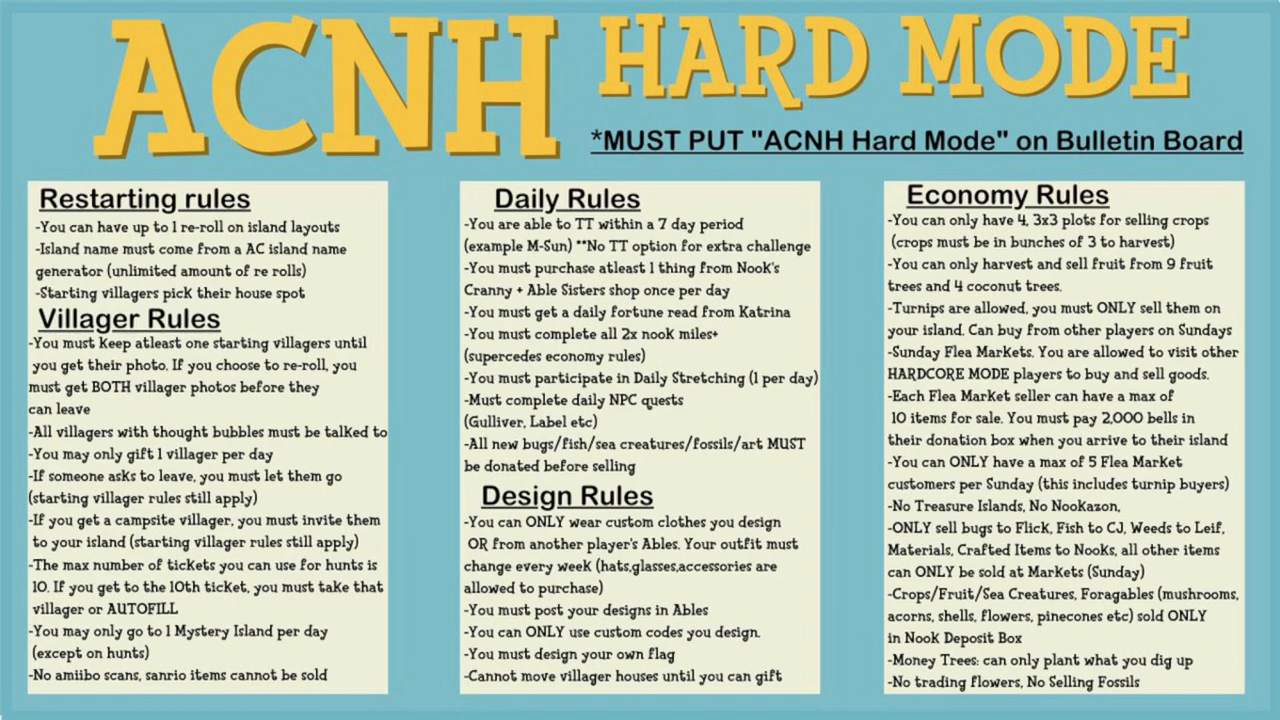 ACNH HARD MODE
*MUST PUT "ACNH Hard Mode" on Bulletin Board
Restarting rules
-You can have up to 1 re-roll on island layouts
-Island name must come from a AC island name
generator (unlimited amount of re rolls)
-Starting villagers pick their house spot
Villager Rules
-You must keep atleast one starting villagers until
you get their photo. If you choose to re-roll, you
must get BOTH villager photos before they
can leave
-All villagers with thought bubbles must be talked to
-You may only gift 1 villager per day
-If someone asks to leave, you must let them go
(starting villager rules still apply)
-If you get a campsite villager, you must invite them
to your island (starting villager rules still apply)
-The max number of tickets you can use for hunts is
10. If you get to the 10th ticket, you must take that
villager or AUTOFILL
-You may only go to 1 Mystery Island per day
(except on hunts)
-No amiibo scans, sanrio items cannot be sold
Daily Rules
-You are able to TT within a 7 day period
(example M-Sun) **No TT option for extra challenge
-You must purchase atleast 1 thing from Nook's
Cranny + Able Sisters shop once per day
-You must get a daily fortune read from Katrina
-You must complete all 2x nook miles+
(supercedes economy rules)
-You must participate in Daily Stretching (1 per day)
-Must complete daily NPC quests
(Gulliver, Label etc)
-All new bugs/fish/sea creatures/fossils/art MUST
be donated before selling
Design Rules
-You can ONLY wear custom clothes you design
OR from another player's Ables. Your outfit must
change every week (hats,glasses,accessories are
allowed to purchase)
-You must post your designs in Ables
-You can ONLY use custom codes you design.
-You must design your own flag
-Cannot move villager houses until you can gift
Economy Rules
-You can only have 4, 3x3 plots for selling crops
(crops must be in bunches of 3 to harvest)
-You can only harvest and sell fruit from 9 fruit
trees and 4 coconut trees.
-Turnips are allowed, you must ONLY sell them on
your island. Can buy from other players on Sundays
-Sunday Flea Markets. You are allowed to visit other
HARDCORE MODE players to buy and sell goods.
-Each Flea Market seller can have a max of
10 items for sale. You must pay 2,000 bells in
their donation box when you arrive to their island
-You can ONLY have a max of 5 Flea Market
customers per Sunday (this includes turnip buyers)
-No Treasure Islands, No Nookazon,
-ONLY sell bugs to Flick, Fish to CJ, Weeds to Leif,
Materials, Crafted Items to Nooks, all other items
can ONLY be sold at Markets (Sunday)
-Crops/Fruit/Sea Creatures, Foragables (mushrooms,
acorns, shells, flowers, pinecones etc) sold ONLY
in Nook Deposit Box
-Money Trees: can only plant what you dig up
-No trading flowers, No Selling Fossils